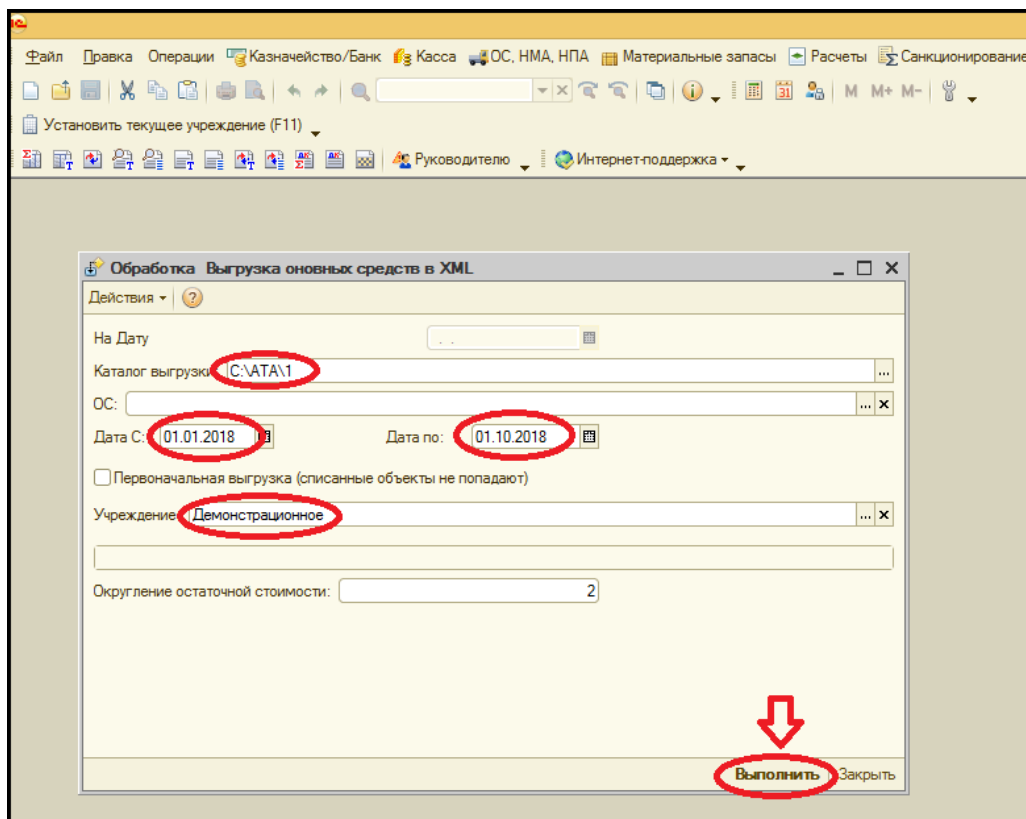 Файл Правка Операции Казначейство/Банк Касса ОС, НМА, НПА Материальные запасы Расчеты Санкционирование
31 M M+ M-
Установить текущее учреждение (F11)
Руководителю Интернет-поддержка
Обработка Выгрузка оновных средств в XML
Действия
На Дату . .
Каталог выгрузки: C:\ATA\1 ...
ОС: ... x
Дата С: 01.01.2018 Дата по: 01.10.2018
Первоначальная выгрузка (списанные объекты не попадают)
Учреждение Демонстрационное ... x
Округление остаточной стоимости: 2
Выполнить Закрыть